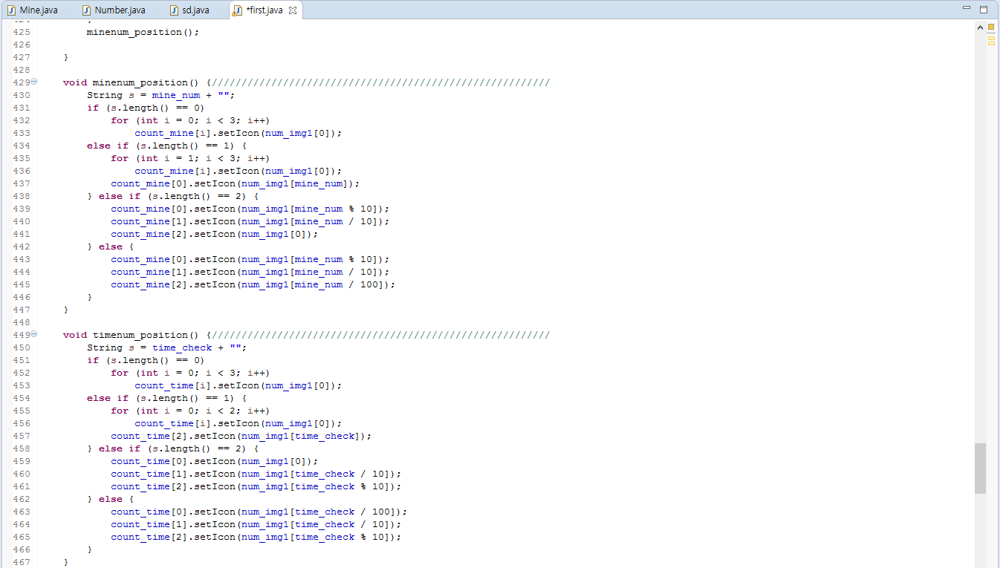 Mine.java Number.java sd.java *first.java
425 minenum_position();
426
427 }
428
429 void minenum_position() {/////////////////////////////////////////////////////////
430 String s = mine_num + "";
431 if (s.length() == 0)
432 for (int i = 0; i < 3; i++)
433 count_mine[i].setIcon(num_img1[0]);
434 else if (s.length() == 1) {
435 for (int i = 1; i < 3; i++)
436 count_mine[i].setIcon(num_img1[0]);
437 count_mine[0].setIcon(num_img1[mine_num]);
438 } else if (s.length() == 2) {
439 count_mine[0].setIcon(num_img1[mine_num % 10]);
440 count_mine[1].setIcon(num_img1[mine_num / 10]);
441 count_mine[2].setIcon(num_img1[0]);
442 } else {
443 count_mine[0].setIcon(num_img1[mine_num % 10]);
444 count_mine[1].setIcon(num_img1[mine_num / 10]);
445 count_mine[2].setIcon(num_img1[mine_num / 100]);
446 }
447 }
448
449 void timenum_position() {/////////////////////////////////////////////////////////
450 String s = time_check + "";
451 if (s.length() == 0)
452 for (int i = 0; i < 3; i++)
453 count_time[i].setIcon(num_img1[0]);
454 else if (s.length() == 1) {
455 for (int i = 0; i < 2; i++)
456 count_time[i].setIcon(num_img1[0]);
457 count_time[2].setIcon(num_img1[time_check]);
458 } else if (s.length() == 2) {
459 count_time[0].setIcon(num_img1[0]);
460 count_time[1].setIcon(num_img1[time_check / 10]);
461 count_time[2].setIcon(num_img1[time_check % 10]);
462 } else {
463 count_time[0].setIcon(num_img1[time_check / 100]);
464 count_time[1].setIcon(num_img1[time_check / 10]);
465 count_time[2].setIcon(num_img1[time_check % 10]);
466 }
467 }